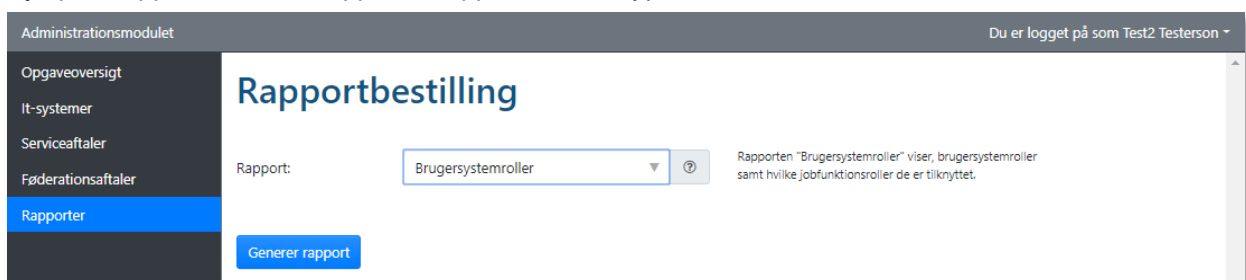 Administrationsmodulet
Du er logget på som Test2 Testerson
Opgaveoversigt
It-systemer
Serviceaftaler
Føderationsaftaler
Rapporter
Rapportbestilling
Rapport:
Brugersystemroller
Rapporten "Brugersystemroller" viser, brugersystemroller
samt hvilke jobfunktionsroller de er tilknyttet.
Generer rapport